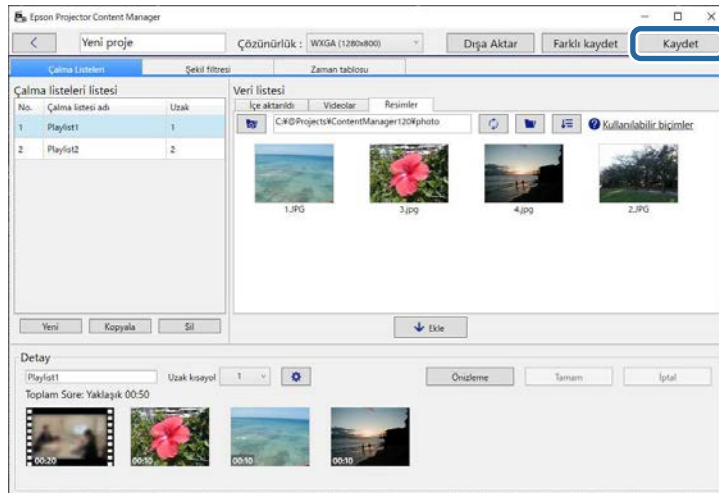 Epson Projector Content Manager
Yeni proje
Çözünürlük : WXGA (1280x800)
Dışa Aktar
Farklı kaydet
Kaydet
Çalma Listeleri
Şekil filtresi
Zaman tablosu
Çalma listeleri listesi
No. Çalma listesi adı Uzak
1 Playlist1 1
2 Playlist2 2
Yeni
Kopyala
Sil
Veri listesi
İçe aktarıldı
Videolar
Resimler
C:¥@Projects¥ContentManager120¥photo
Kullanılabilir biçimler
1.JPG
3.jpg
4.jpg
2.JPG
Ekle
Detay
Playlist1
Uzak kısayol 1
Önizleme
Tamam
İptal
Toplam Süre: Yaklaşık 00:50
00:20
00:10
00:10
00:10